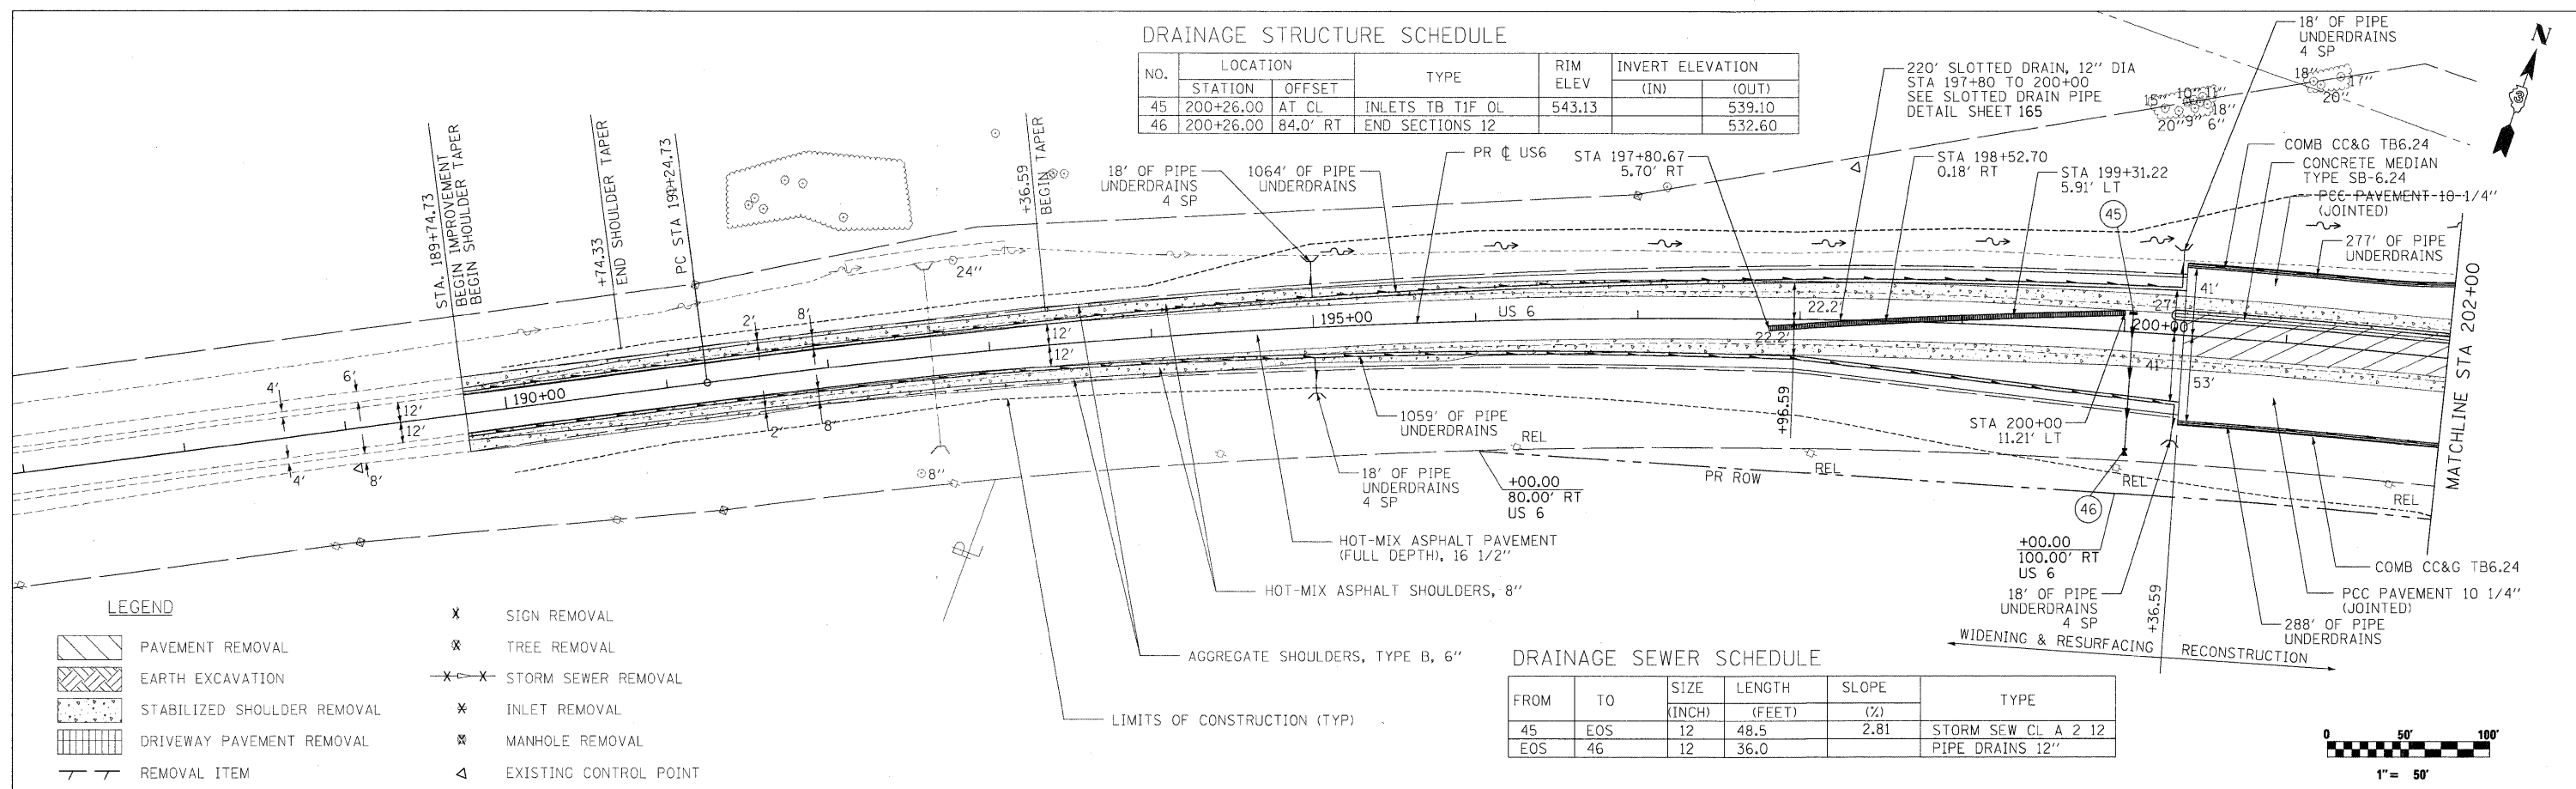 DRAINAGE STRUCTURE SCHEDULE
NO. LOCATION TYPE RIM ELEV INVERT ELEVATION
STATION OFFSET (IN) (OUT)
45 200+26.00 AT CL INLETS TB T1F OL 543.13 539.10
46 200+26.00 84.0' RT END SECTIONS 12 532.60
220' SLOTTED DRAIN, 12" DIA
STA 197+80 TO 200+00
SEE SLOTTED DRAIN PIPE
DETAIL SHEET 165
18' OF PIPE
UNDERDRAINS
4 SP
N
18"
17"
20"
15"
10"
11"
18"
20"
9"
6"
COMB CC&G TB6.24
CONCRETE MEDIAN
TYPE SB-6.24
PCC PAVEMENT 10 1/4"
(JOINTED)
277' OF PIPE
UNDERDRAINS
STA. 189+74.73
BEGIN IMPROVEMENT
BEGIN SHOULDER TAPER
+74.33
END SHOULDER TAPER
PC STA 191+24.73
+36.59
BEGIN TAPER
18' OF PIPE
UNDERDRAINS
4 SP
1064' OF PIPE
UNDERDRAINS
PR ℄ US6
STA 197+80.67
5.70' RT
STA 198+52.70
0.18' RT
STA 199+31.22
5.91' LT
45
24"
2'
8'
12'
12'
195+00
US 6
22.2'
22.2'
27'
41'
200+00
41'
53'
4'
6'
12'
12'
190+00
2'
8'
4'
8'
8"
1059' OF PIPE
UNDERDRAINS
+96.59
STA 200+00
11.21' LT
REL
REL
REL
REL
PR ROW
MATCHLINE STA 202+00
18' OF PIPE
UNDERDRAINS
4 SP
+00.00
80.00' RT
US 6
46
+00.00
100.00' RT
US 6
HOT-MIX ASPHALT PAVEMENT
(FULL DEPTH), 16 1/2"
HOT-MIX ASPHALT SHOULDERS, 8"
AGGREGATE SHOULDERS, TYPE B, 6"
LIMITS OF CONSTRUCTION (TYP)
18' OF PIPE
UNDERDRAINS
4 SP
+36.59
COMB CC&G TB6.24
PCC PAVEMENT 10 1/4"
(JOINTED)
288' OF PIPE
UNDERDRAINS
WIDENING & RESURFACING
RECONSTRUCTION
LEGEND
PAVEMENT REMOVAL
EARTH EXCAVATION
STABILIZED SHOULDER REMOVAL
DRIVEWAY PAVEMENT REMOVAL
REMOVAL ITEM
SIGN REMOVAL
TREE REMOVAL
STORM SEWER REMOVAL
INLET REMOVAL
MANHOLE REMOVAL
EXISTING CONTROL POINT
DRAINAGE SEWER SCHEDULE
FROM TO SIZE LENGTH SLOPE TYPE
(INCH) (FEET) (%)
45 EOS 12 48.5 2.81 STORM SEW CL A 2 12
EOS 46 12 36.0 PIPE DRAINS 12"
0 50' 100'
1" = 50'